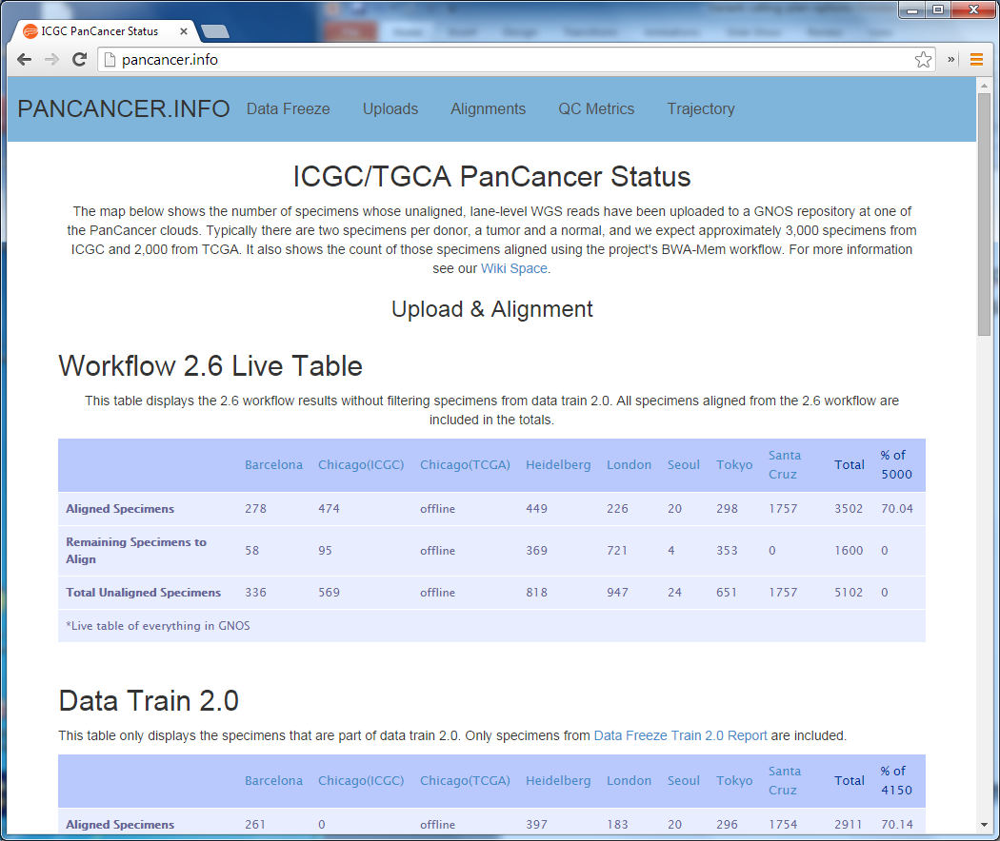 ICGC PanCancer Status
pancancer.info
PANCANCER.INFO Data Freeze Uploads Alignments QC Metrics Trajectory
ICGC/TGCA PanCancer Status
The map below shows the number of specimens whose unaligned, lane-level WGS reads have been uploaded to a GNOS repository at one of
the PanCancer clouds. Typically there are two specimens per donor, a tumor and a normal, and we expect approximately 3,000 specimens from
ICGC and 2,000 from TCGA. It also shows the count of those specimens aligned using the project's BWA-Mem workflow. For more information
see our Wiki Space.
Upload & Alignment
Workflow 2.6 Live Table
This table displays the 2.6 workflow results without filtering specimens from data train 2.0. All specimens aligned from the 2.6 workflow are
included in the totals.
Barcelona Chicago(ICGC) Chicago(TCGA) Heidelberg London Seoul Tokyo Santa Cruz Total % of 5000
Aligned Specimens 278 474 offline 449 226 20 298 1757 3502 70.04
Remaining Specimens to Align 58 95 offline 369 721 4 353 0 1600 0
Total Unaligned Specimens 336 569 offline 818 947 24 651 1757 5102 0
*Live table of everything in GNOS
Data Train 2.0
This table only displays the specimens that are part of data train 2.0. Only specimens from Data Freeze Train 2.0 Report are included.
Barcelona Chicago(ICGC) Chicago(TCGA) Heidelberg London Seoul Tokyo Santa Cruz Total % of 4150
Aligned Specimens 261 0 offline 397 183 20 296 1754 2911 70.14